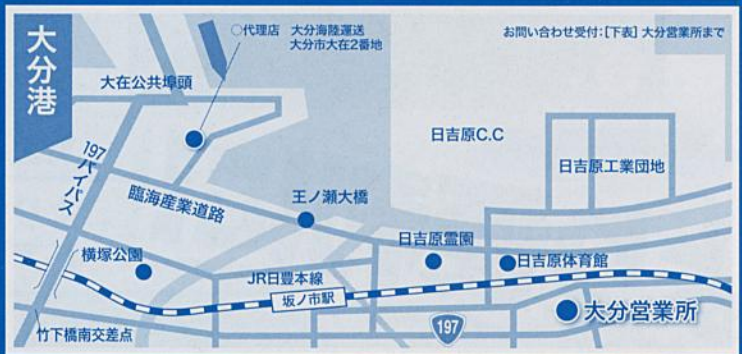 大分港
○代理店 大分海陸運送
大分市大在2番地
お問い合わせ受付:[下表] 大分営業所まで
大在公共埠頭
197バイパス
日吉原C.C
日吉原工業団地
臨海産業道路
王ノ瀬大橋
横塚公園
日吉原霊園
日吉原体育館
JR日豊本線
坂ノ市駅
大分営業所
197
竹下橋南交差点